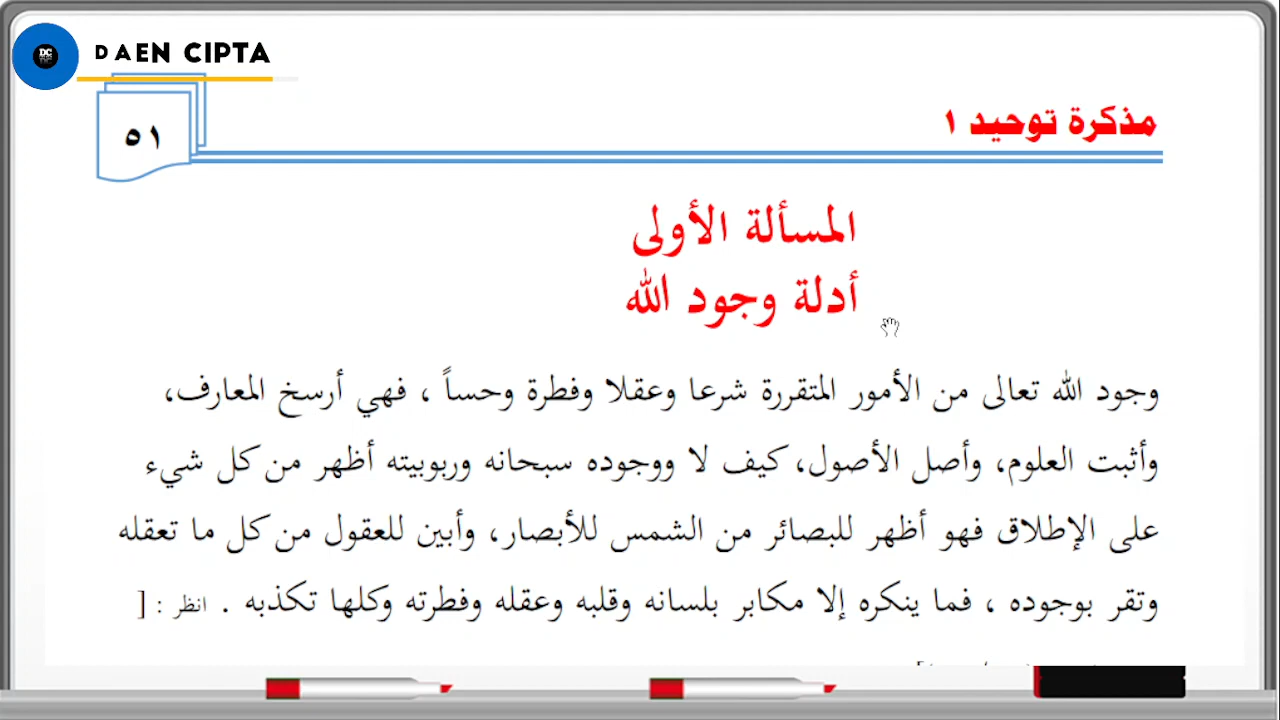 DC
DAEN CIPTA
مذكرة توحيد ١
٥١
المسألة الأولى
أدلة وجود الله
وجود الله تعالى من الأمور المتقررة شرعا وعقلا وفطرة وحساً ، فهي أرسخ المعارف،
وأثبت العلوم، وأصل الأصول، كيف لا ووجوده سبحانه وربوبيته أظهر من كل شيء
على الإطلاق فهو أظهر للبصائر من الشمس للأبصار، وأبين للعقول من كل ما تعقله
وتقر بوجوده ، فما ينكره إلا مكابر بلسانه وقلبه وعقله وفطرته وكلها تكذبه . انظر : [